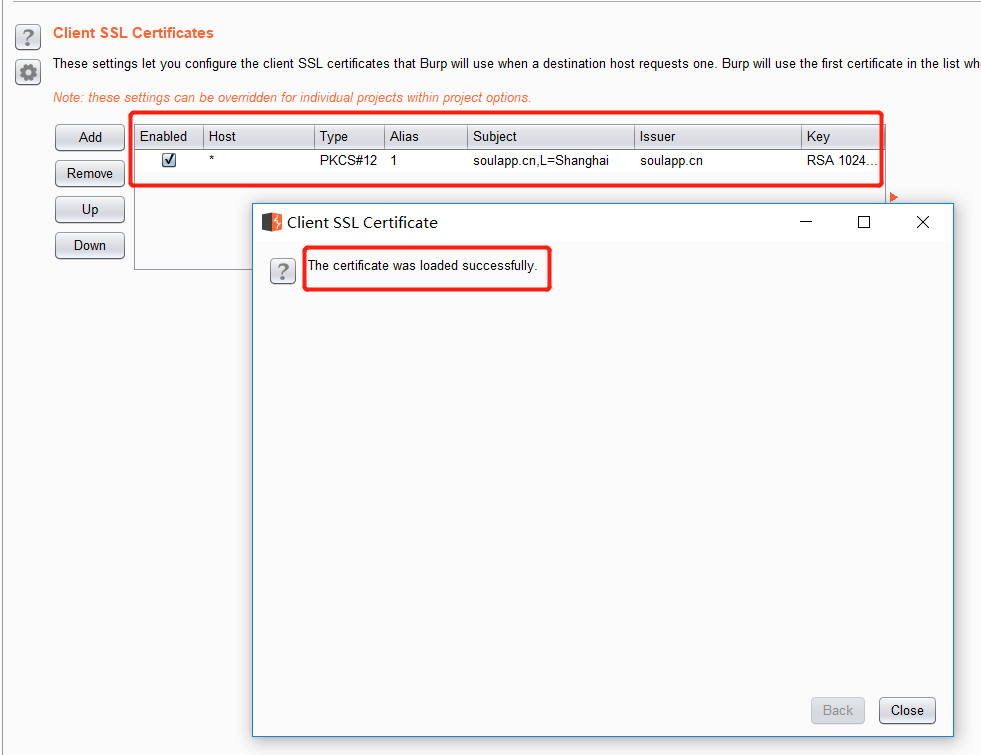 Client SSL Certificates
These settings let you configure the client SSL certificates that Burp will use when a destination host requests one. Burp will use the first certificate in the list wh
Note: these settings can be overridden for individual projects within project options.
Add
Remove
Up
Down
Enabled Host Type Alias Subject Issuer Key
* PKCS#12 1 soulapp.cn,L=Shanghai soulapp.cn RSA 1024...
Client SSL Certificate
The certificate was loaded successfully.
Back Close